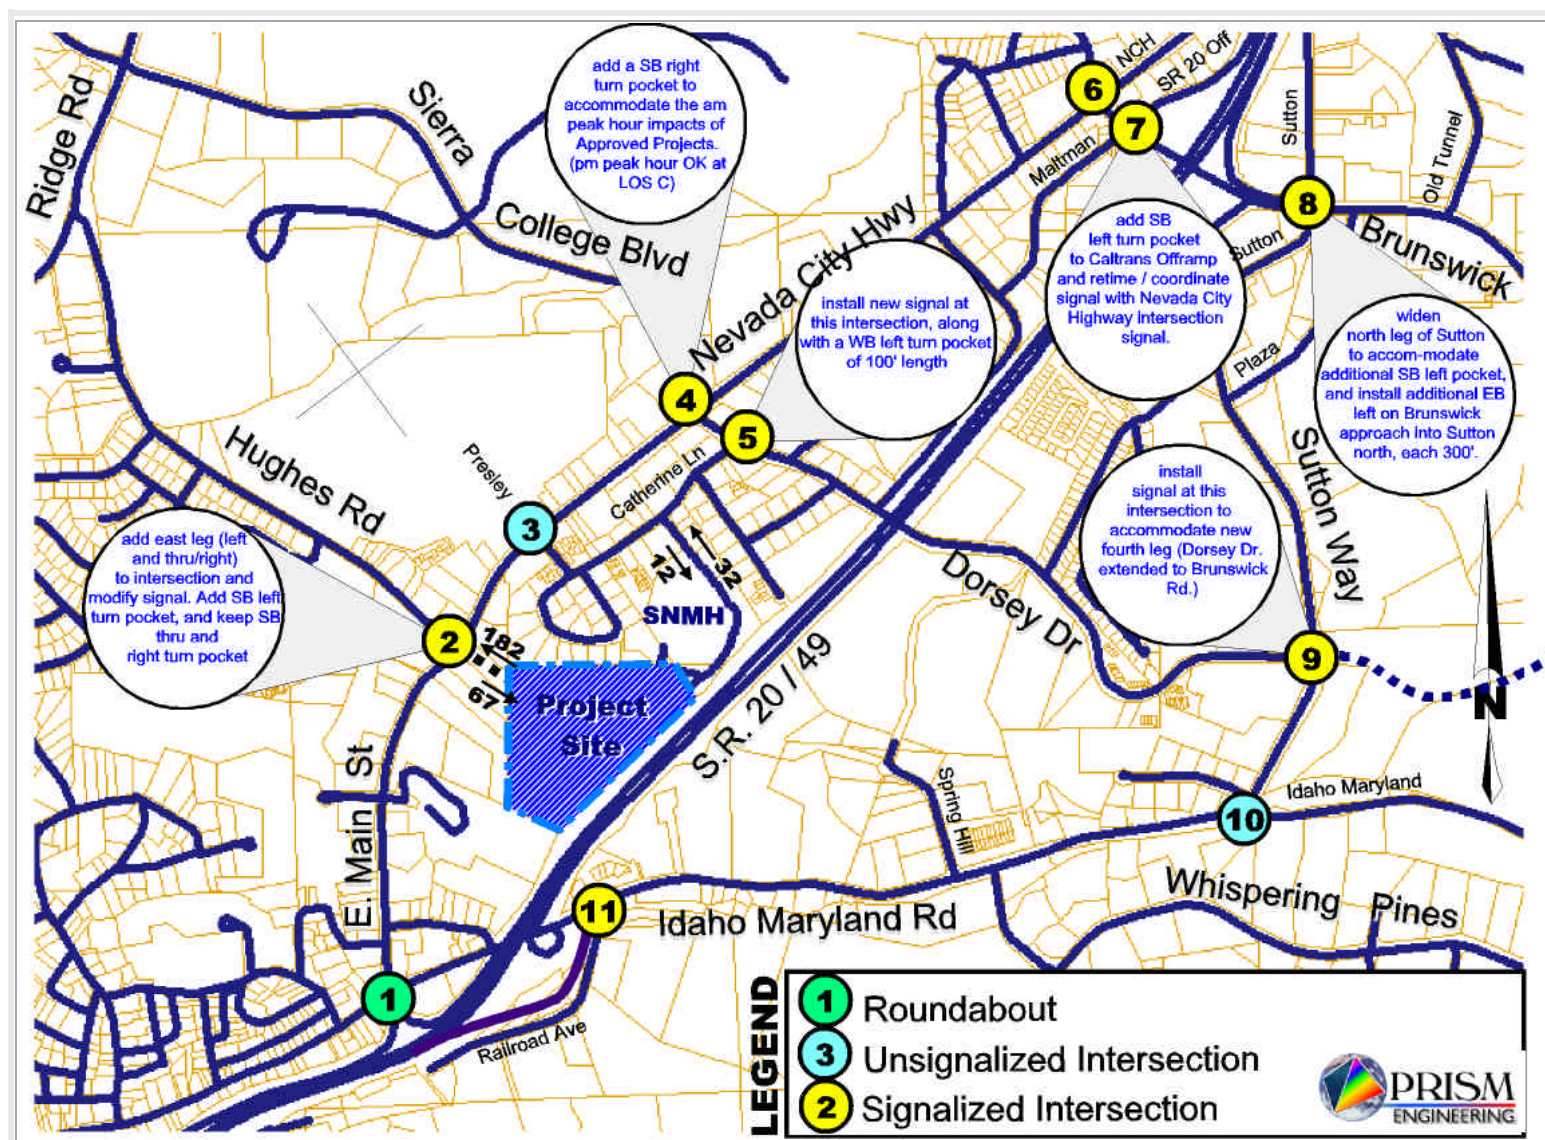 add a SB right
turn pocket to
accommodate the am
peak hour impacts of
Approved Projects.
(pm peak hour OK at
LOS C)
Ridge Rd
Sierra
College Blvd
Nevada City Hwy
NCH
SR 20 Off
6
7
Maltman
Sutton
Old Tunnel
8
Brunswick
Sutton
add SB
left turn pocket
to Caltrans Offramp
and retime / coordinate
signal with Nevada City
Highway intersection
signal.
install new signal at
this intersection, along
with a WB left turn pocket
of 100' length
widen
north leg of Sutton
to accom-modate
additional SB left pocket,
and install additional EB
left on Brunswick
approach into Sutton
north, each 300'.
Plaza
4
5
Hughes Rd
Presley
Catherine Ln
3
Sutton Way
install
signal at this
intersection to
accommodate new
fourth leg (Dorsey Dr.
extended to Brunswick
Rd.)
add east leg (left
and thru/right)
to intersection and
modify signal. Add SB left
turn pocket, and keep SB
thru and
right turn pocket
12
32
SNMH
Dorsey Dr
2
182
67
9
Project
Site
S.R. 20 / 49
N
E. Main St
Spring Hill
10
Idaho Maryland
11
Idaho Maryland Rd
Whispering Pines
1
Railroad Ave
LEGEND
1 Roundabout
3 Unsignalized Intersection
2 Signalized Intersection
PRISM
ENGINEERING